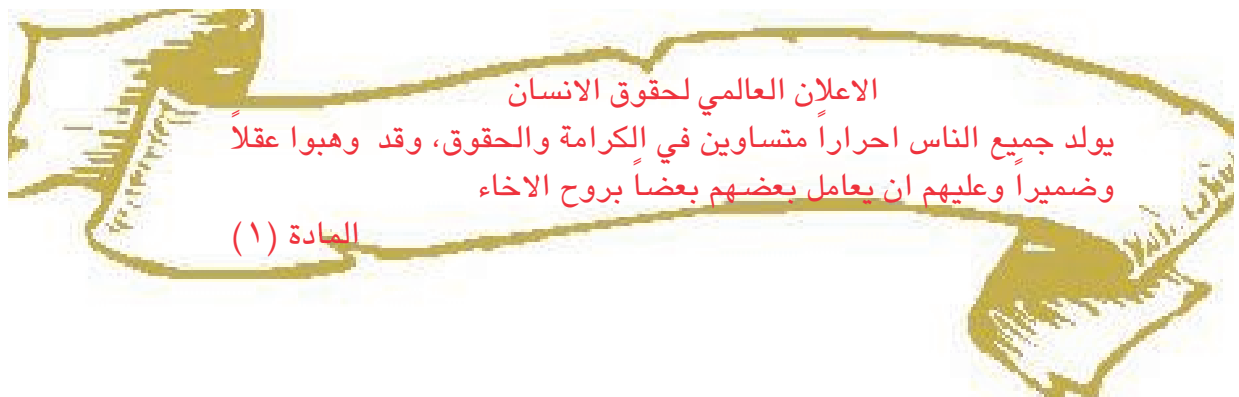 الاعلان العالمي لحقوق الانسان
يولد جميع الناس احراراً متساوين في الكرامة والحقوق، وقد وهبوا عقلاً
وضميراً وعليهم ان يعامل بعضهم بعضاً بروح الاخاء
المادة (١)